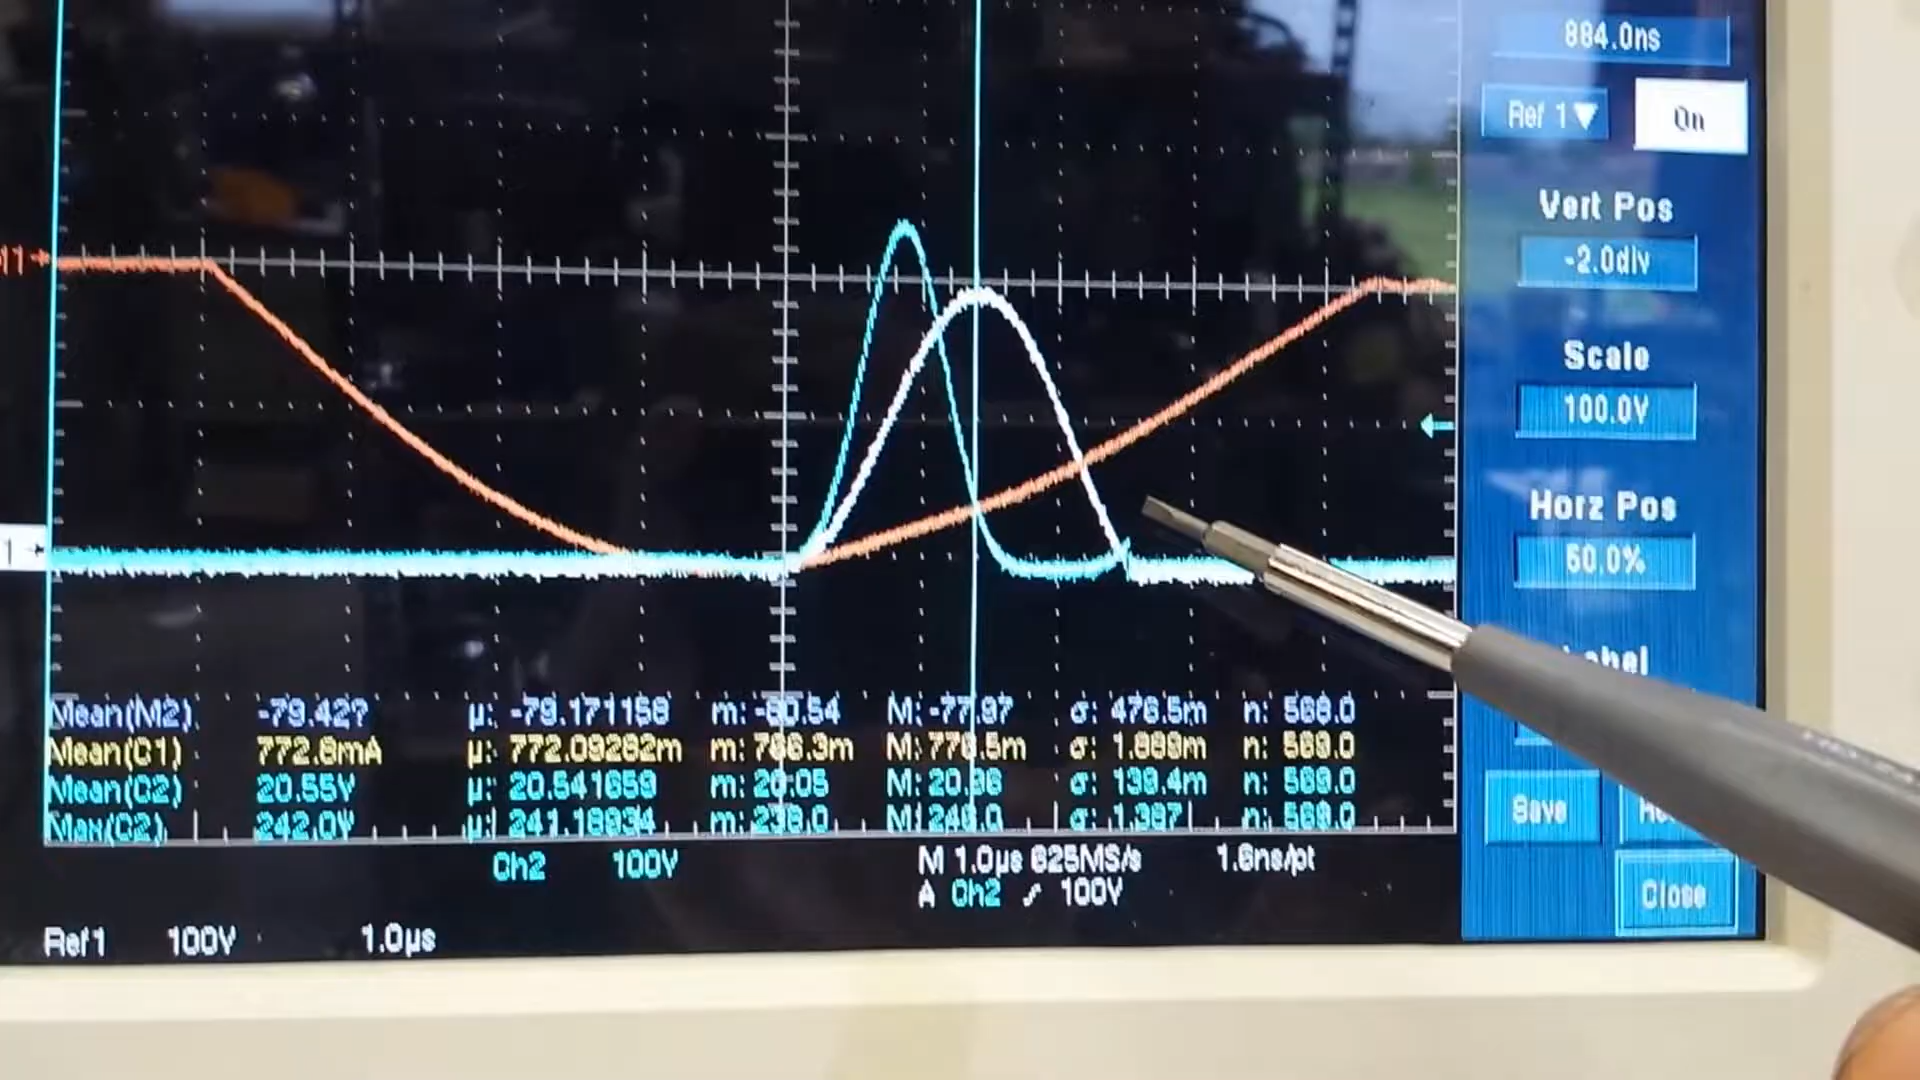 884.0ns
Ref 1 On
Vert Pos
-2.0div
Scale
100.0V
Horz Pos
50.0%
Mean(M2) -79.42? μ: -79.171158 m: -80.54 M: -77.97 σ: 476.5m n: 568.0
Mean(C1) 772.8mA μ: 772.09282m m: 766.3m M: 776.5m σ: 1.889m n: 569.0
Mean(C2) 20.55V μ: 20.541659 m: 20.05 M: 20.96 σ: 139.4m n: 569.0
Max(C2) 242.0V μ: 241.18934 m: 238.0 σ: 1.387 n: 569.0
Save
Close
Ch2 100V M 1.0μs 625MS/s 1.6ns/pt
A Ch2 100V
Ref1 100V 1.0μs